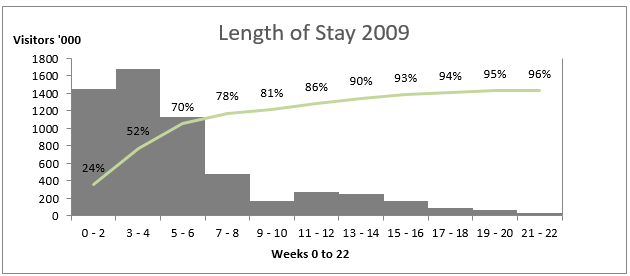 Length of Stay 2009
Visitors '000
1800
1600
1400
1200
1000
800
600
400
200
0
24%
52%
70%
78%
81%
86%
90%
93%
94%
95%
96%
0 - 2
3 - 4
5 - 6
7 - 8
9 - 10
11 - 12
13 - 14
15 - 16
17 - 18
19 - 20
21 - 22
Weeks 0 to 22